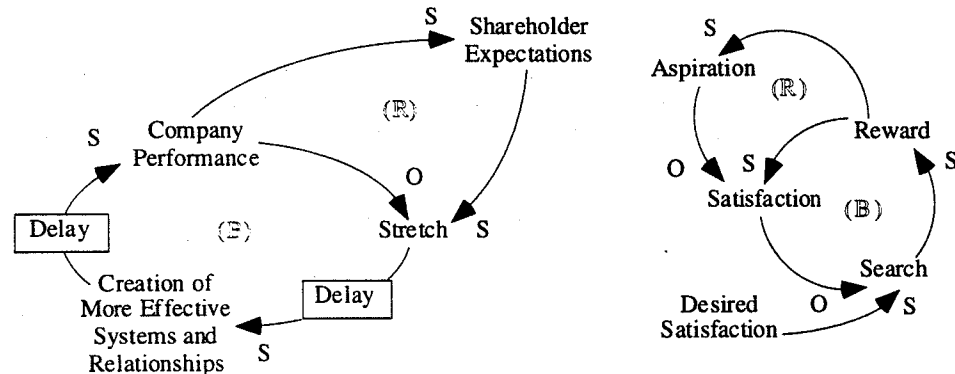 S
Shareholder
Expectations
(R)
S
Company
Performance
O
Stretch
S
Delay
(B)
Creation of
More Effective
Systems and
Relationships
Delay
S
S
Aspiration
(R)
Reward
S
O
S
Satisfaction
(B)
Search
Desired
Satisfaction
O
S